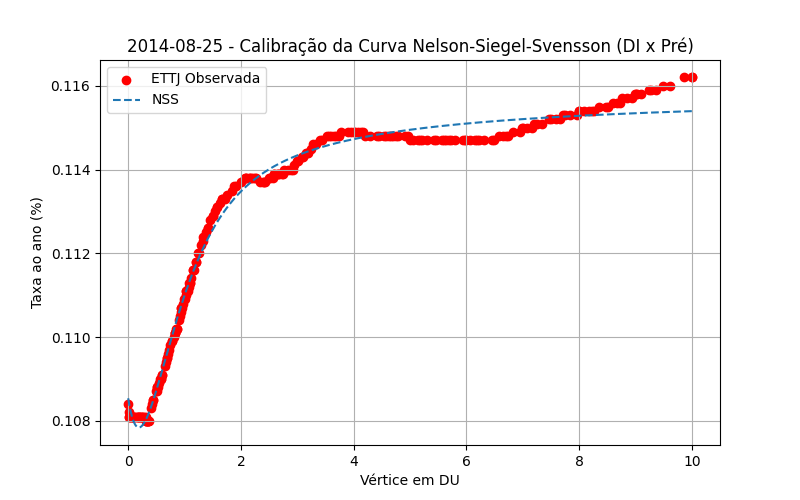 2014-08-25 - Calibração da Curva Nelson-Siegel-Svensson (DI x Pré)
ETTJ Observada
NSS
Taxa ao ano (%)
0.116
0.114
0.112
0.110
0.108
0 2 4 6 8 10
Vértice em DU